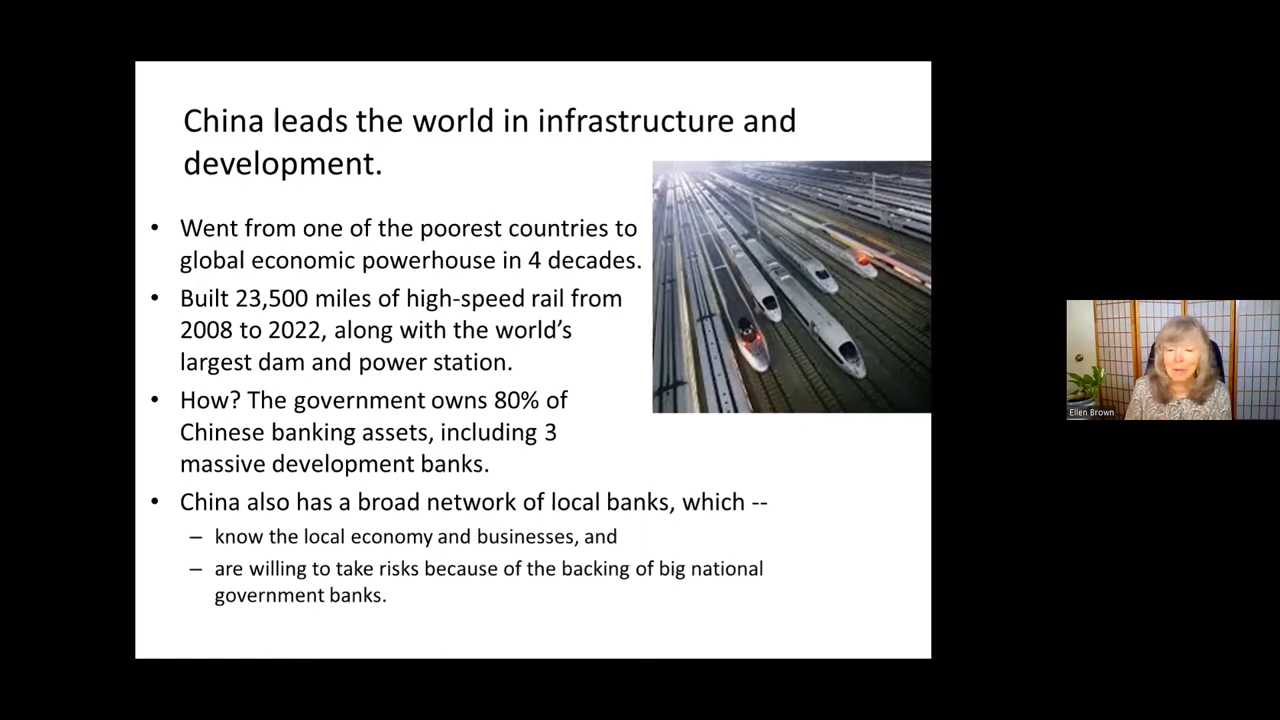 China leads the world in infrastructure and
development.
• Went from one of the poorest countries to
global economic powerhouse in 4 decades.
• Built 23,500 miles of high-speed rail from
2008 to 2022, along with the world’s
largest dam and power station.
• How? The government owns 80% of
Chinese banking assets, including 3
massive development banks.
• China also has a broad network of local banks, which --
– know the local economy and businesses, and
– are willing to take risks because of the backing of big national
government banks.
Ellen Brown